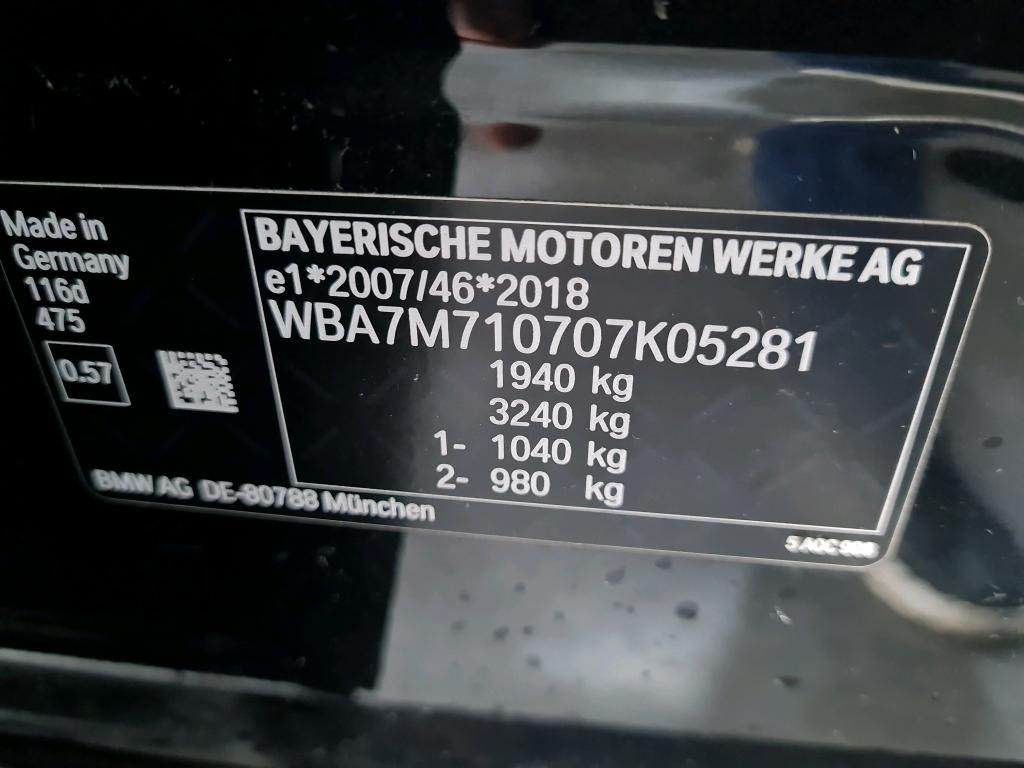 Made in
Germany
116d
475
0.57
BAYERISCHE MOTOREN WERKE AG
e1*2007/46*2018
WBA7M710707K05281
1940 kg
3240 kg
1- 1040 kg
2- 980 kg
BMW AG DE-80788 München